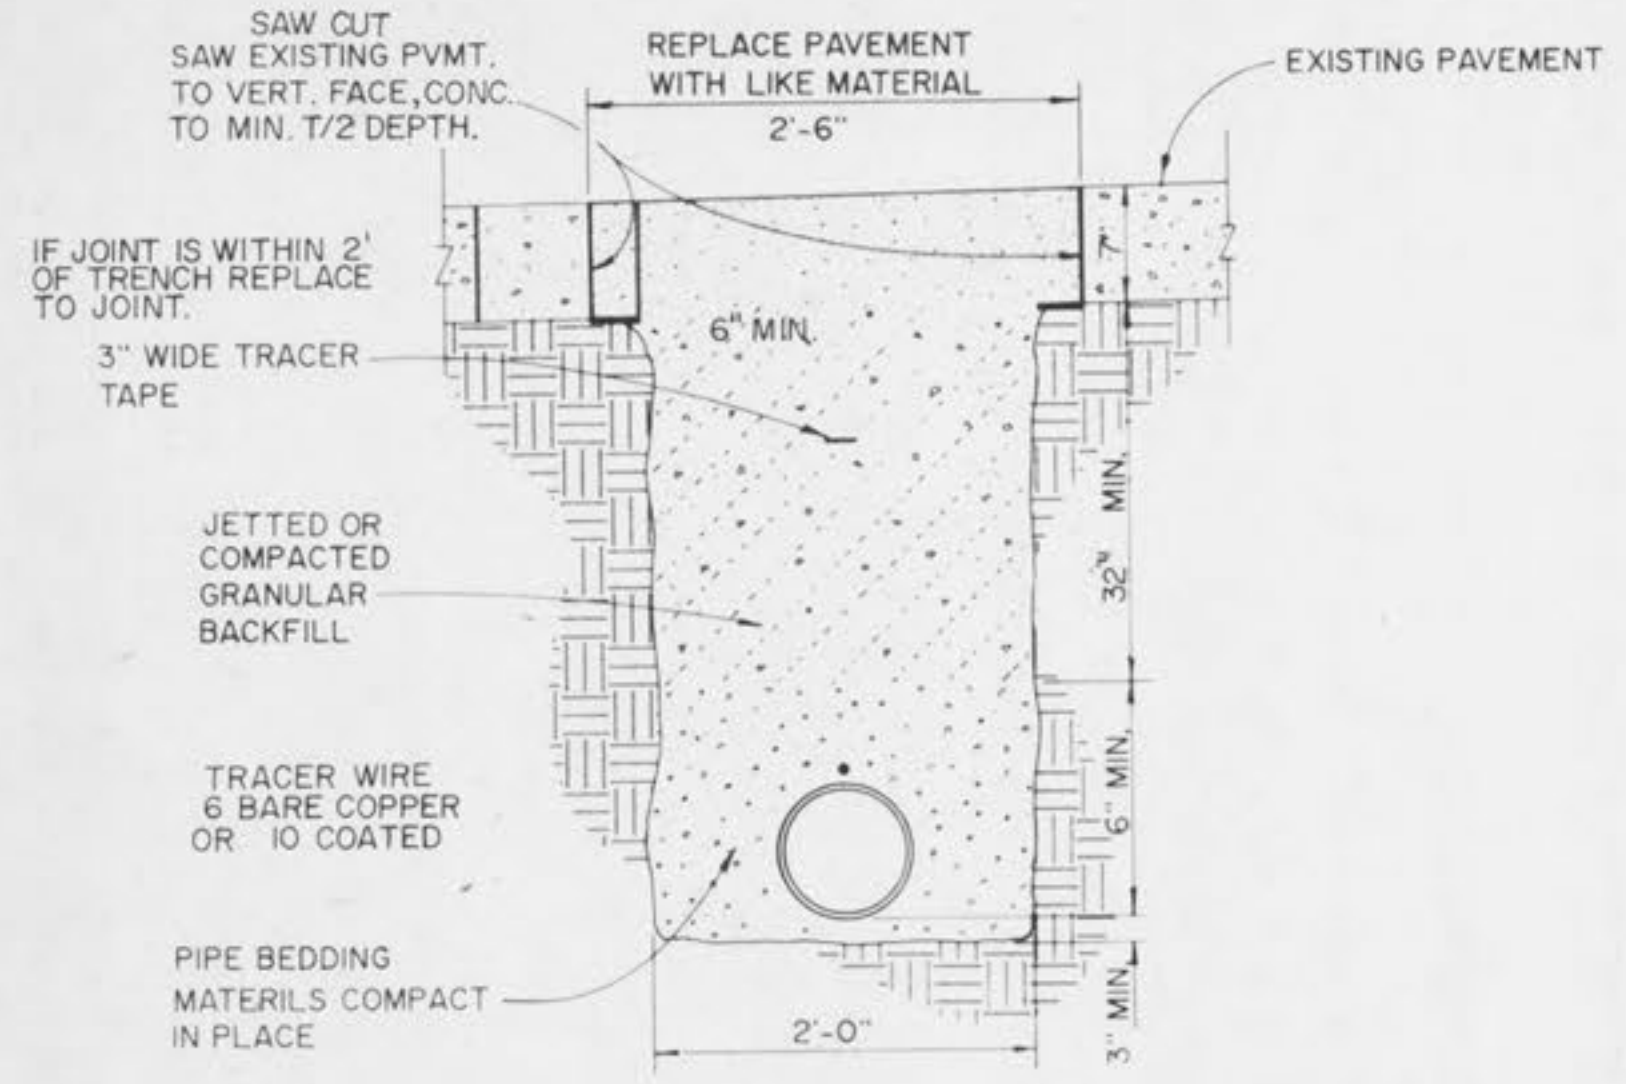 SAW CUT
SAW EXISTING PVMT.
TO VERT. FACE, CONC.
TO MIN. T/2 DEPTH.
REPLACE PAVEMENT
WITH LIKE MATERIAL
2'-6"
EXISTING PAVEMENT
IF JOINT IS WITHIN 2'
OF TRENCH REPLACE
TO JOINT.
7"
6" MIN.
3" WIDE TRACER
TAPE
32" MIN.
JETTED OR
COMPACTED
GRANULAR
BACKFILL
TRACER WIRE
6 BARE COPPER
OR 10 COATED
6" MIN.
PIPE BEDDING
MATERILS COMPACT
IN PLACE
2'-0"
3" MIN.